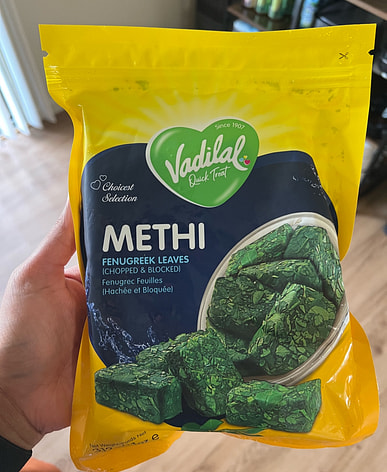 Since 1907
Vadilal
Quick Treat
Choicest
Selection
METHI
FENUGREEK LEAVES
(CHOPPED & BLOCKED)
Fenugrec Feuilles
(Hachée et Bloquée)